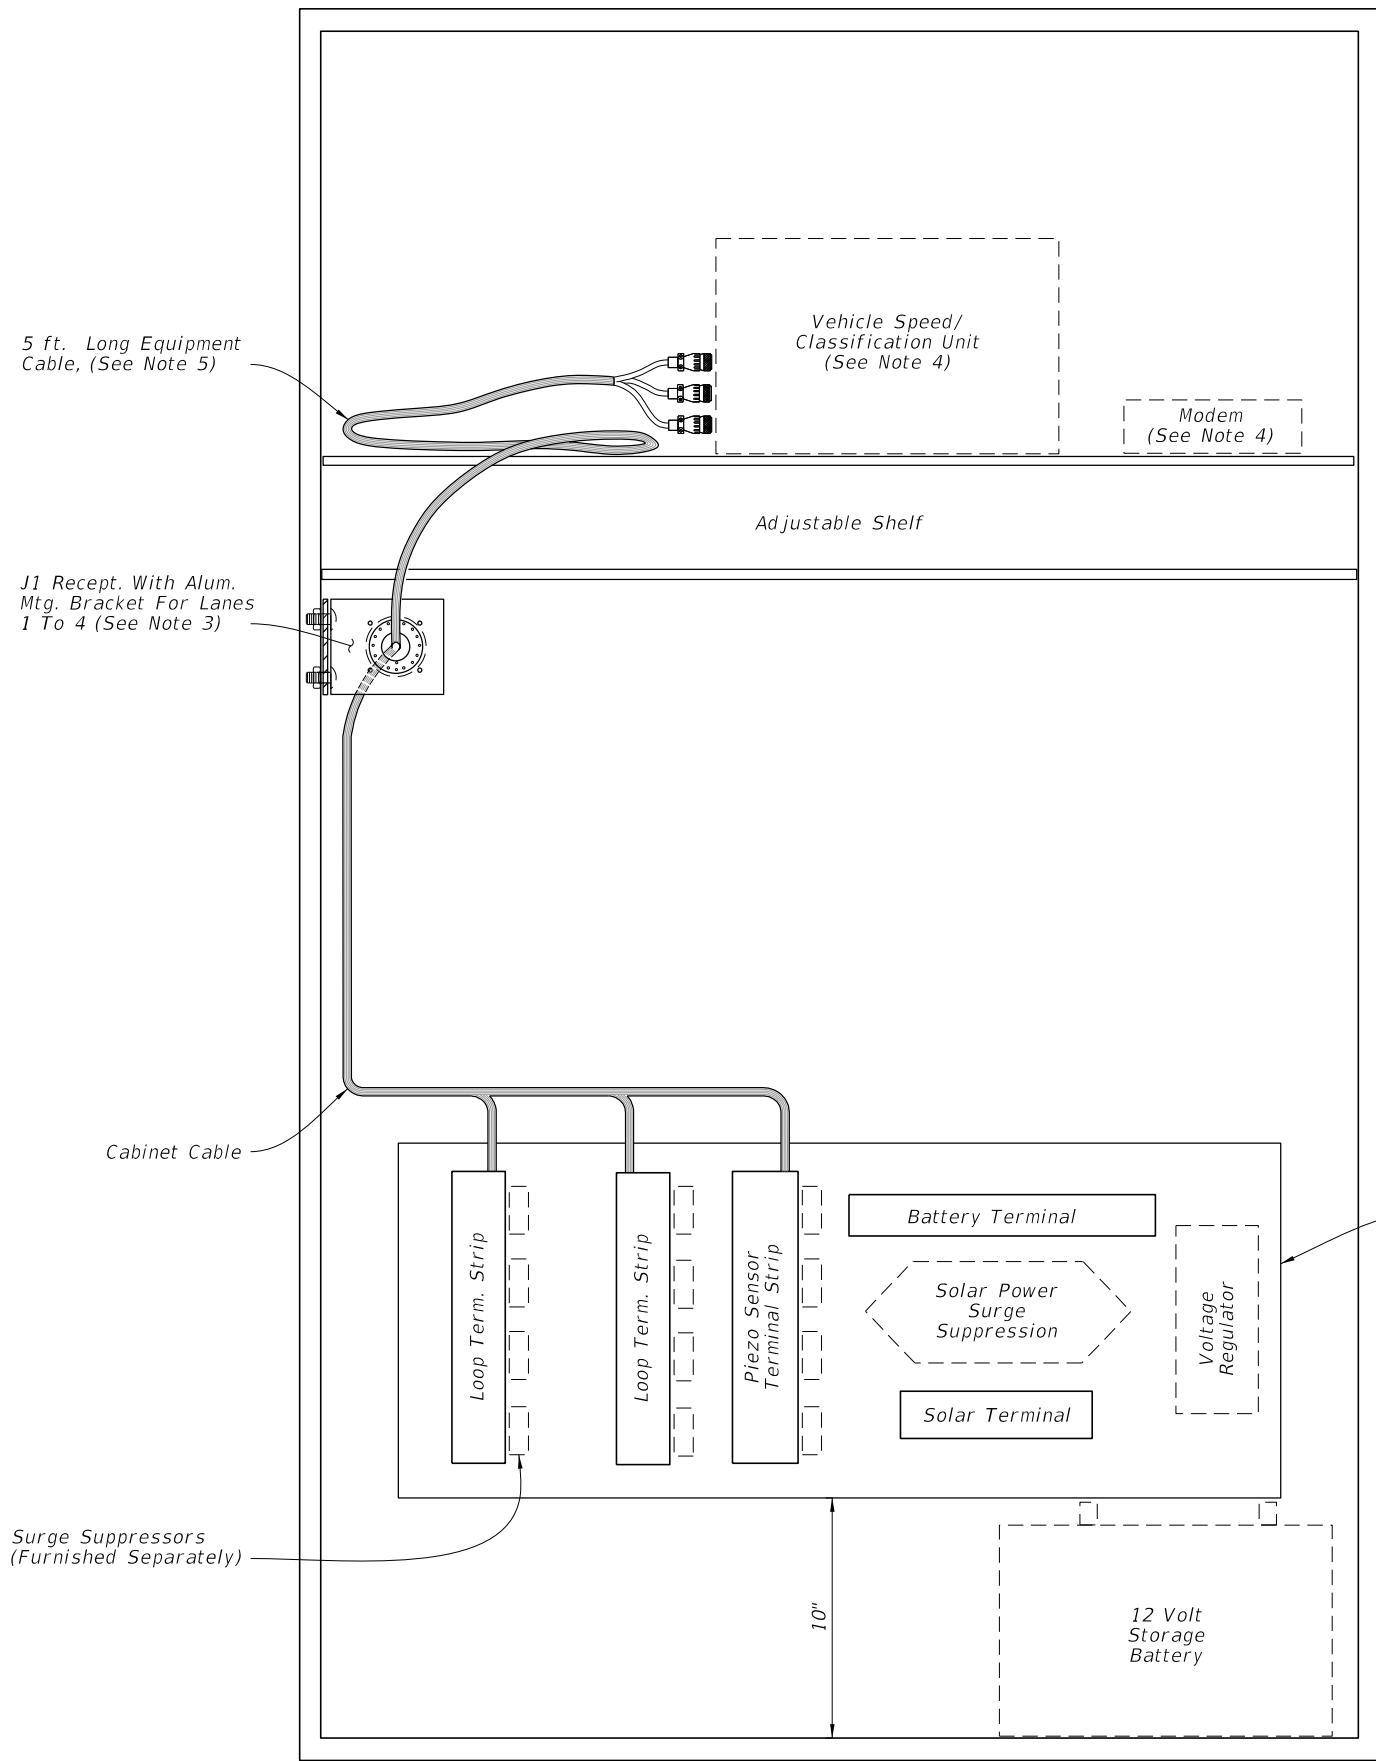 Vehicle Speed/
Classification Unit
(See Note 4)
5 ft. Long Equipment
Cable, (See Note 5)
Modem
(See Note 4)
Adjustable Shelf
J1 Recept. With Alum.
Mtg. Bracket For Lanes
1 To 4 (See Note 3)
Cabinet Cable
Loop Term. Strip
Loop Term. Strip
Piezo Sensor
Terminal Strip
Battery Terminal
Solar Power
Surge
Suppression
Voltage
Regulator
Solar Terminal
Surge Suppressors
(Furnished Separately)
10"
12 Volt
Storage
Battery